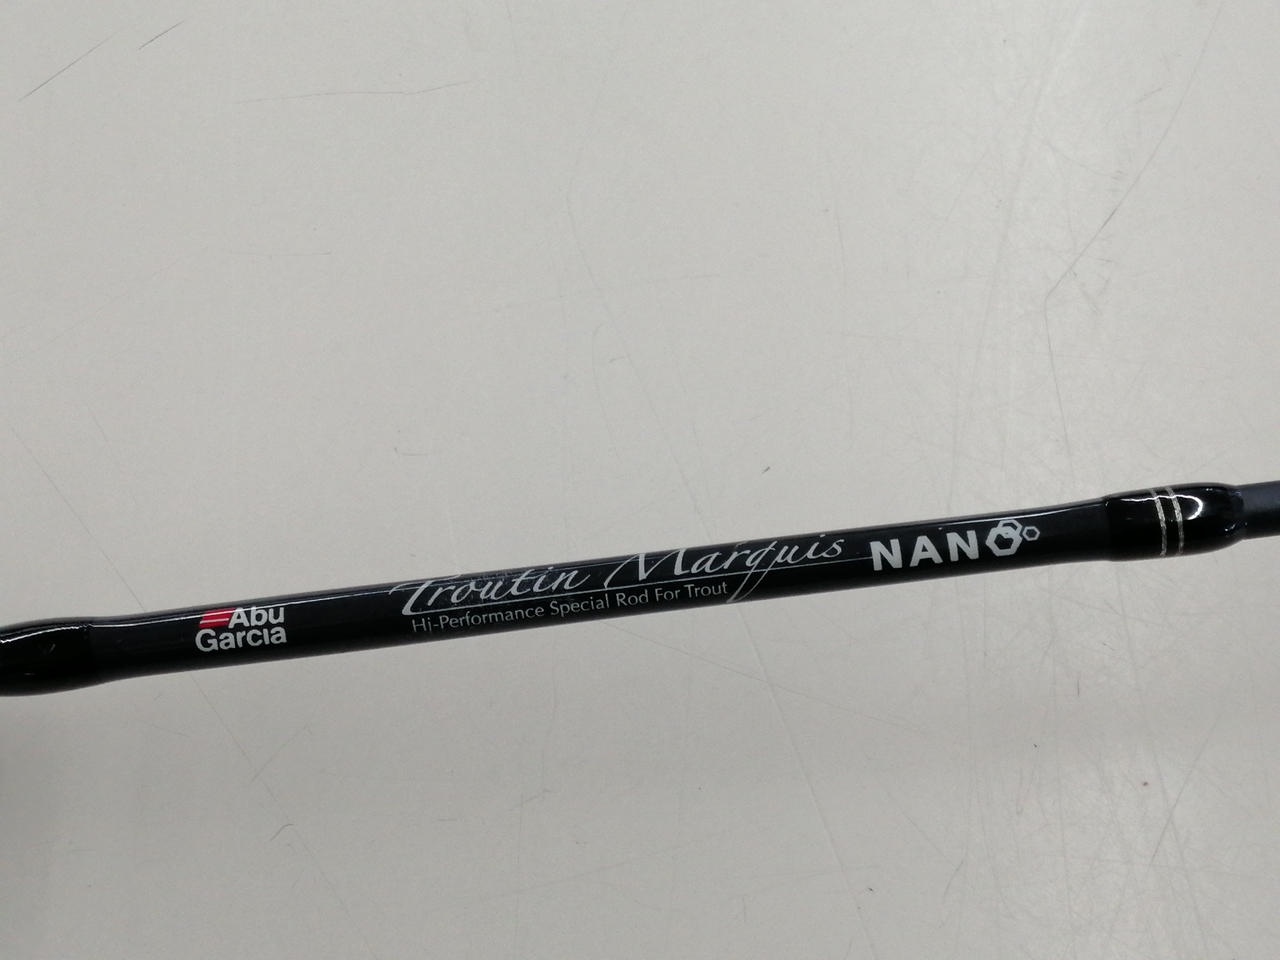 Abu
Garcia
Troutin Marquis NANO
Hi-Performance Special Rod For Trout